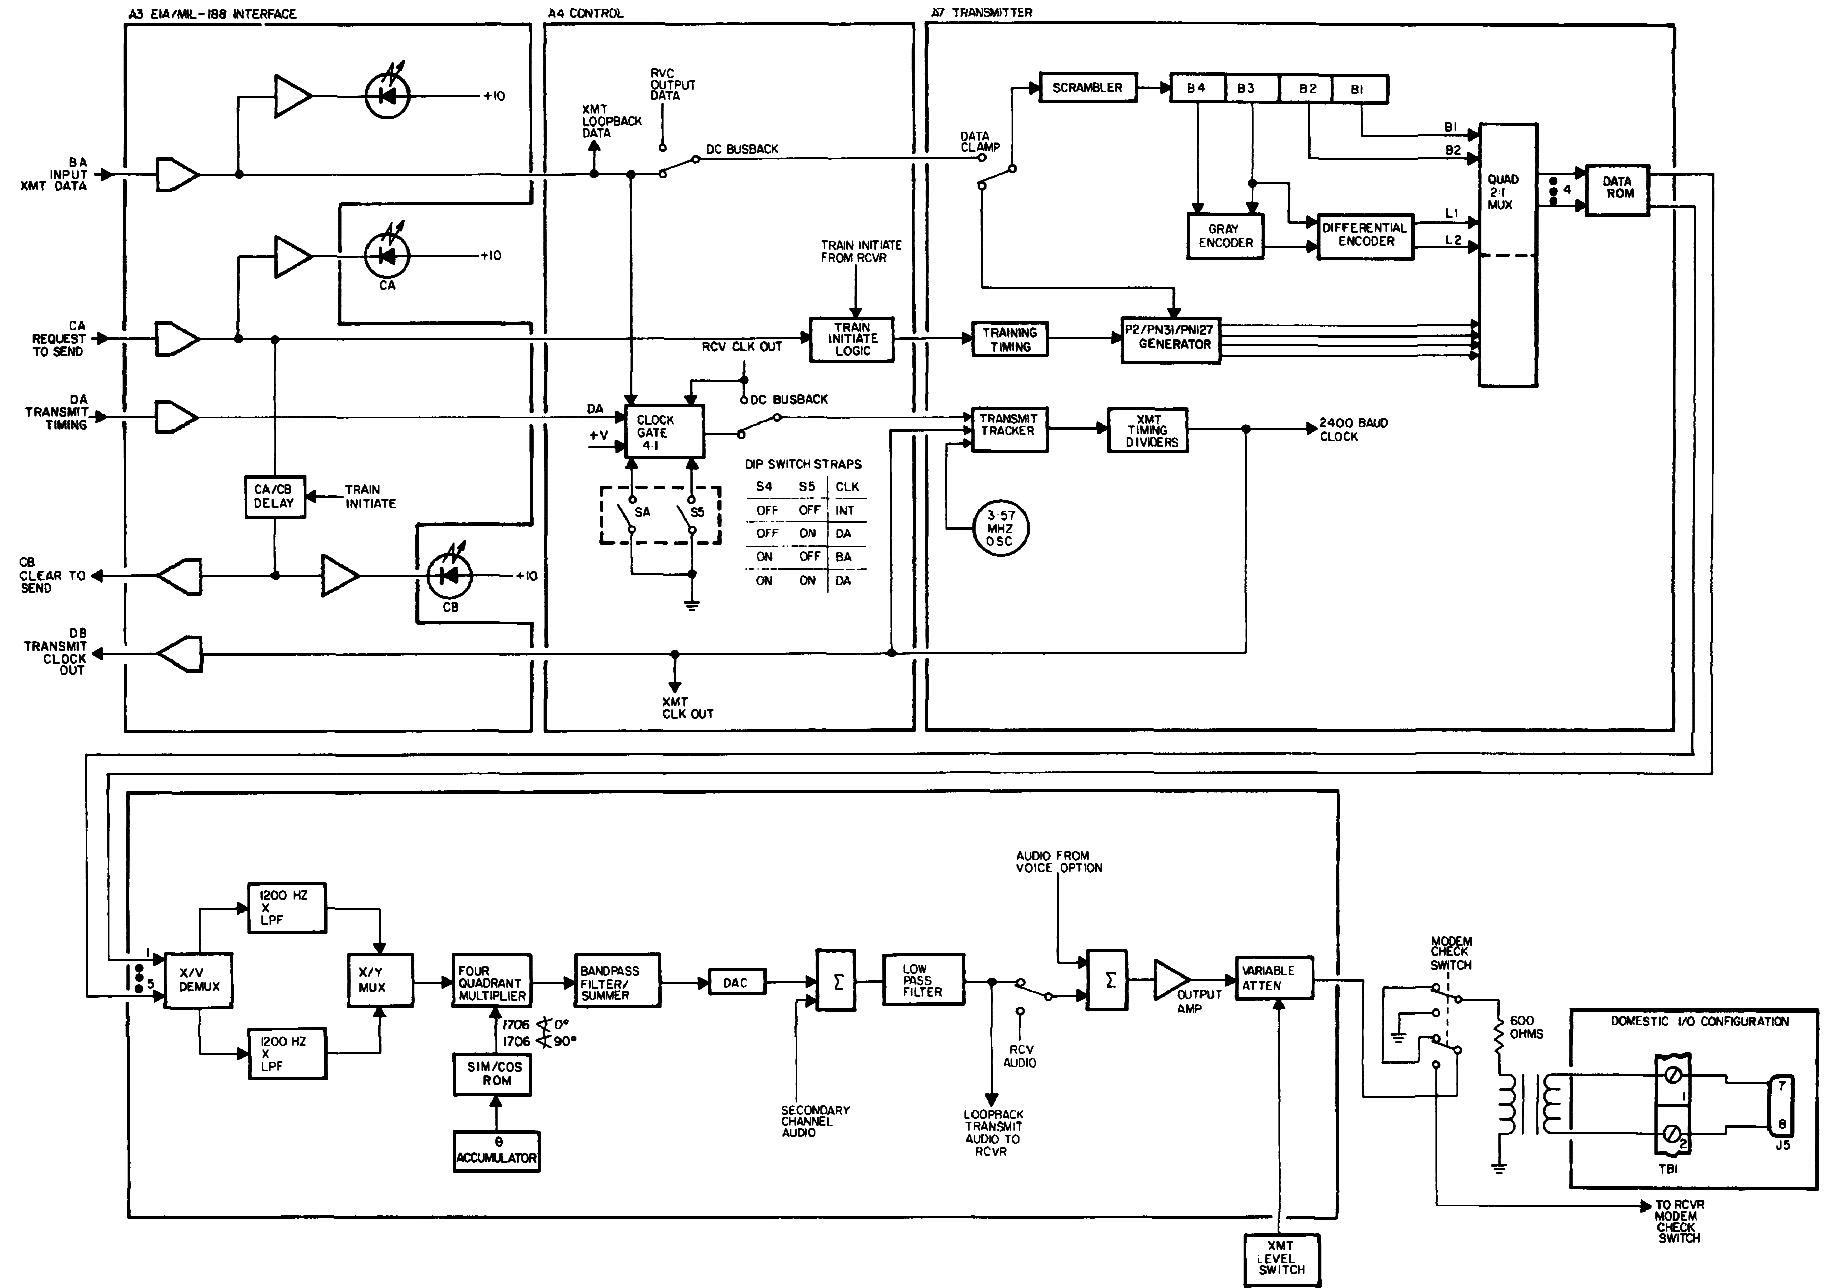 A3 EIA/MIL-188 INTERFACE
A4 CONTROL
A7 TRANSMITTER
+10
BA
INPUT
XMT DATA
XMT
LOOPBACK
DATA
RVC
OUTPUT
DATA
DC BUSBACK
DATA
CLAMP
SCRAMBLER
B4
B3
B2
B1
B1
B2
QUAD
2:1
MUX
4
DATA
ROM
GRAY
ENCODER
DIFFERENTIAL
ENCODER
L1
L2
+10
CA
TRAIN INITIATE
FROM RCVR
CA
REQUEST
TO SEND
RCV CLK OUT
TRAIN
INITIATE
LOGIC
TRAINING
TIMING
P2/PN31/PN127
GENERATOR
DA
TRANSMIT
TIMING
DA
+V
CLOCK
GATE
4:1
DC BUSBACK
TRANSMIT
TRACKER
XMT
TIMING
DIVIDERS
2400 BAUD
CLOCK
CA/CB
DELAY
TRAIN
INITIATE
SA
S5
DIP SWITCH STRAPS
S4 S5 CLK
OFF OFF INT
OFF ON DA
ON OFF BA
ON ON DA
3.57
MHZ
OSC
CB
CLEAR TO
SEND
+10
CB
DB
TRANSMIT
CLOCK
OUT
XMT
CLK OUT
1
5
X/V
DEMUX
1200 HZ
X
LPF
1200 HZ
X
LPF
X/Y
MUX
FOUR
QUADRANT
MULTIPLIER
1706 ∢ 0°
1706 ∢ 90°
SIM/COS
ROM
θ
ACCUMULATOR
BANDPASS
FILTER/
SUMMER
DAC
Σ
SECONDARY
CHANNEL
AUDIO
LOW
PASS
FILTER
LOOPBACK
TRANSMIT
AUDIO TO
RCVR
RCV
AUDIO
AUDIO FROM
VOICE OPTION
Σ
OUTPUT
AMP
VARIABLE
ATTEN
XMT
LEVEL
SWITCH
MODEM
CHECK
SWITCH
600
OHMS
DOMESTIC I/O CONFIGURATION
1
2
TB1
7
8
J5
TO RCVR
MODEM
CHECK
SWITCH